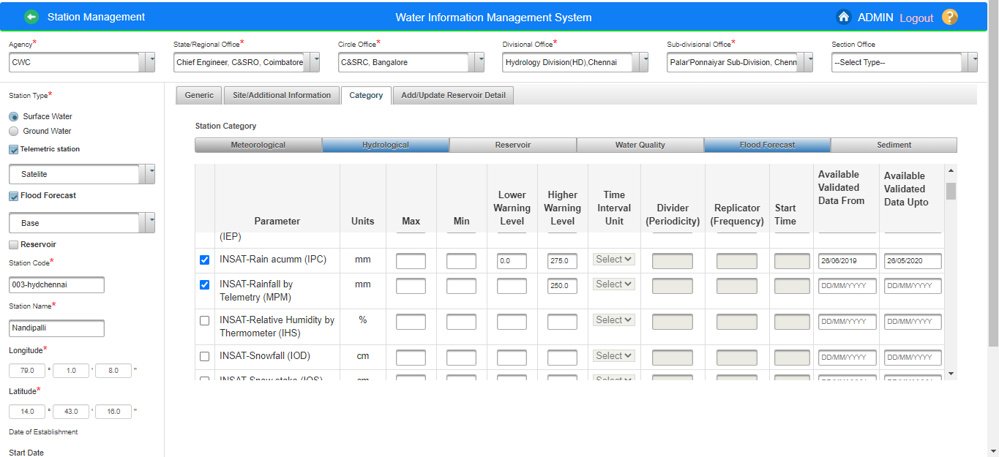 Station Management
Water Information Management System
ADMIN Logout ?
Agency*
State/Regional Office*
Circle Office*
Divisional Office*
Sub-divisional Office*
Section Office
CWC
Chief Engineer, C&SRO, Coimbatore
C&SRC, Bangalore
Hydrology Division(HD),Chennai
Palar'Ponnaiyar Sub-Division, Chenn
--Select Type--
Station Type*
Surface Water
Ground Water
Telemetric station
Satelite
Flood Forecast
Base
Reservoir
Station Code*
003-hydchennai
Station Name*
Nandipalli
Longitude*
79.0 ° 1.0 ' 8.0 "
Latitude*
14.0 ° 43.0 ' 16.0 "
Date of Establishment
Start Date
Generic Site/Additional Information Category Add/Update Reservoir Detail
Station Category
Meteorological Hydrological Reservoir Water Quality Flood Forecast Sediment
Parameter
Units
Max
Min
Lower
Warning
Level
Higher
Warning
Level
Time
Interval
Unit
Divider
(Periodicity)
Replicator
(Frequency)
Start
Time
Available
Validated
Data From
Available
Validated
Data Upto
(IEP)
INSAT-Rain acumm (IPC) mm 0.0 275.0 Select 26/06/2019 26/05/2020
INSAT-Rainfall by mm 250.0 Select DD/MM/YYYY DD/MM/YYYY
Telemetry (MPM)
INSAT-Relative Humidity by % Select DD/MM/YYYY DD/MM/YYYY
Thermometer (IHS)
INSAT-Snowfall (IOD) cm Select DD/MM/YYYY DD/MM/YYYY
INSAT-Snow stake (IOS) cm Select DD/MM/YYYY DD/MM/YYYY